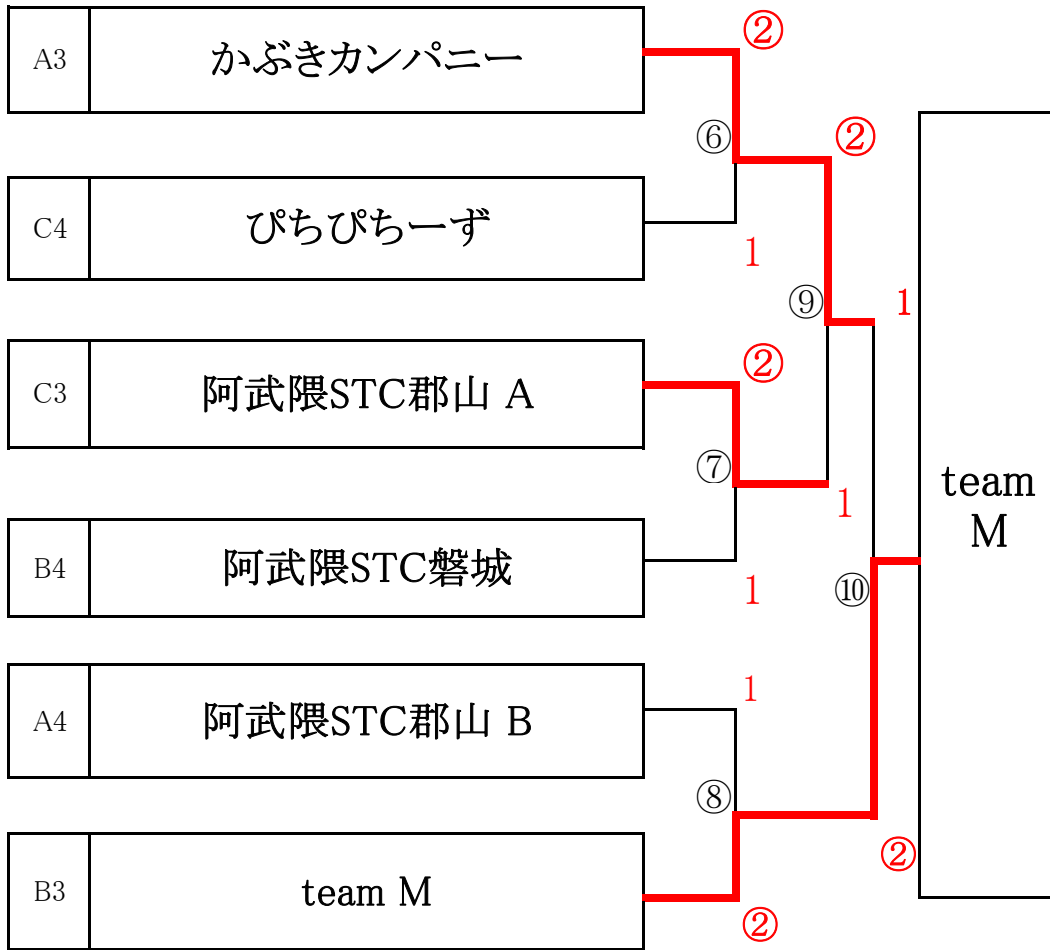 A3
かぶきカンパニー
②
⑥
②
C4
ぴちぴちーず
1
⑨
1
C3
阿武隈STC郡山 A
②
⑦
1
B4
阿武隈STC磐城
1
⑩
team
M
A4
阿武隈STC郡山 B
1
⑧
②
B3
team M
②